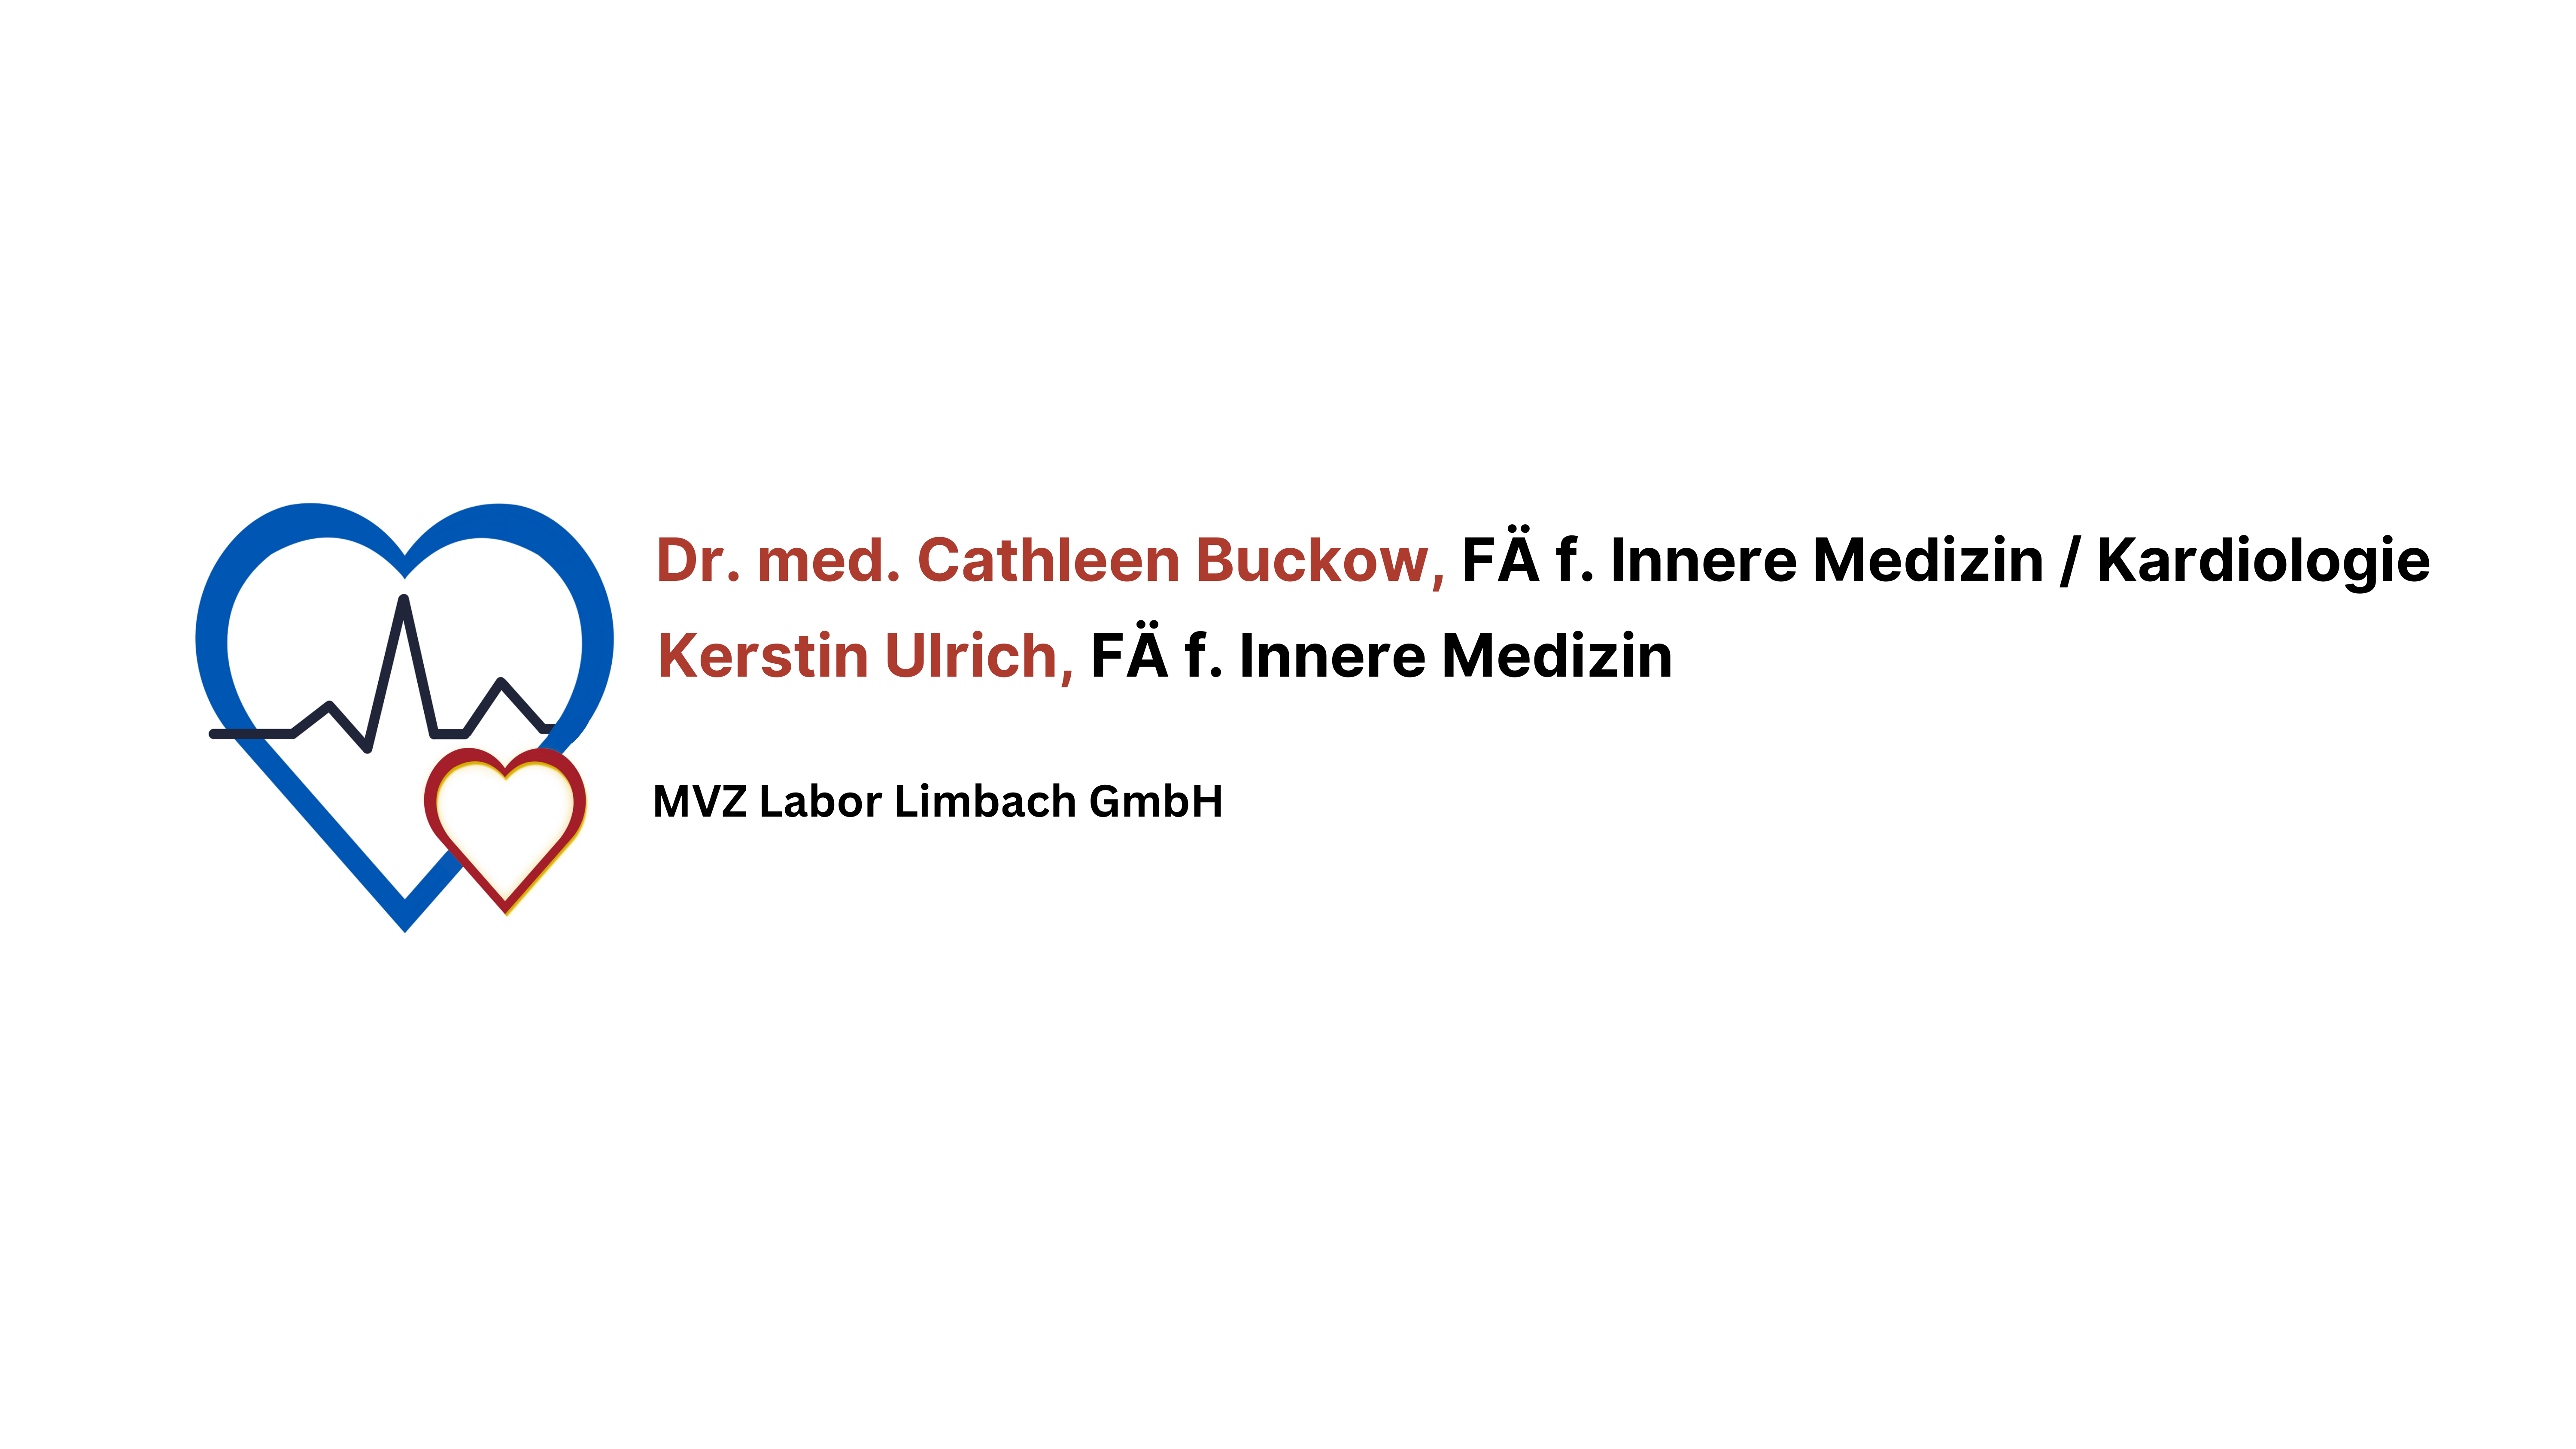 Dr. med. Cathleen Buckow, FÄ f. Innere Medizin / Kardiologie
Kerstin Ulrich, FÄ f. Innere Medizin
MVZ Labor Limbach GmbH